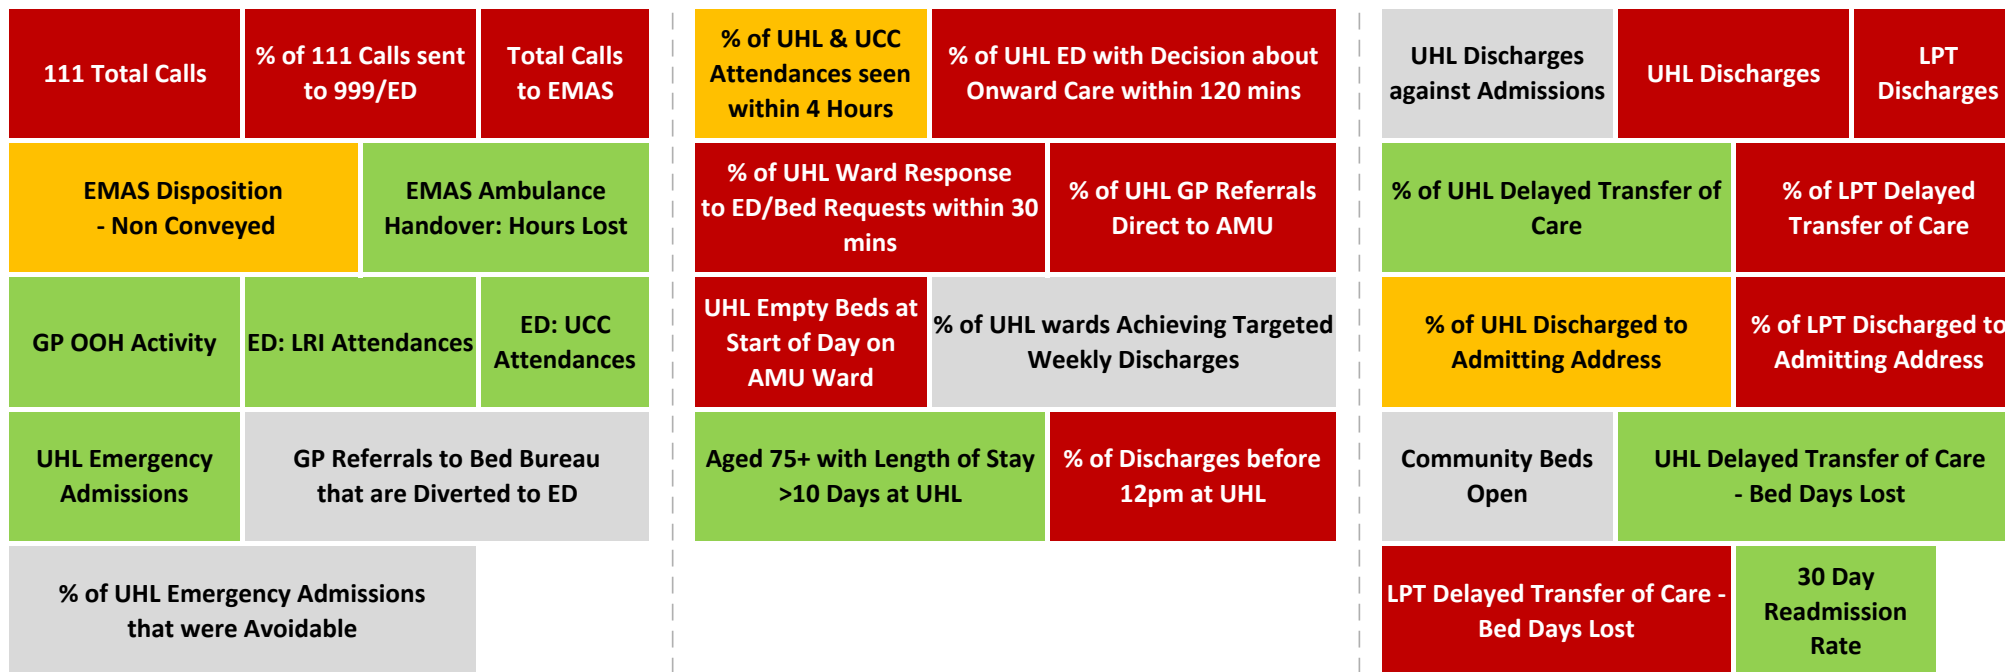 111 Total Calls
% of 111 Calls sent
to 999/ED
Total Calls
to EMAS
EMAS Disposition
- Non Conveyed
EMAS Ambulance
Handover: Hours Lost
GP OOH Activity
ED: LRI Attendances
ED: UCC
Attendances
UHL Emergency
Admissions
GP Referrals to Bed Bureau
that are Diverted to ED
% of UHL Emergency Admissions
that were Avoidable
% of UHL & UCC
Attendances seen
within 4 Hours
% of UHL ED with Decision about
Onward Care within 120 mins
% of UHL Ward Response
to ED/Bed Requests within 30
mins
% of UHL GP Referrals
Direct to AMU
UHL Empty Beds at
Start of Day on
AMU Ward
% of UHL wards Achieving Targeted
Weekly Discharges
Aged 75+ with Length of Stay
>10 Days at UHL
% of Discharges before
12pm at UHL
UHL Discharges
against Admissions
UHL Discharges
LPT
Discharges
% of UHL Delayed Transfer of
Care
% of LPT Delayed
Transfer of Care
% of UHL Discharged to
Admitting Address
% of LPT Discharged to
Admitting Address
Community Beds
Open
UHL Delayed Transfer of Care
- Bed Days Lost
LPT Delayed Transfer of Care -
Bed Days Lost
30 Day
Readmission
Rate